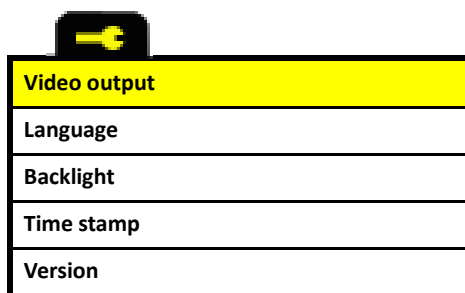 Video output
Language
Backlight
Time stamp
Version